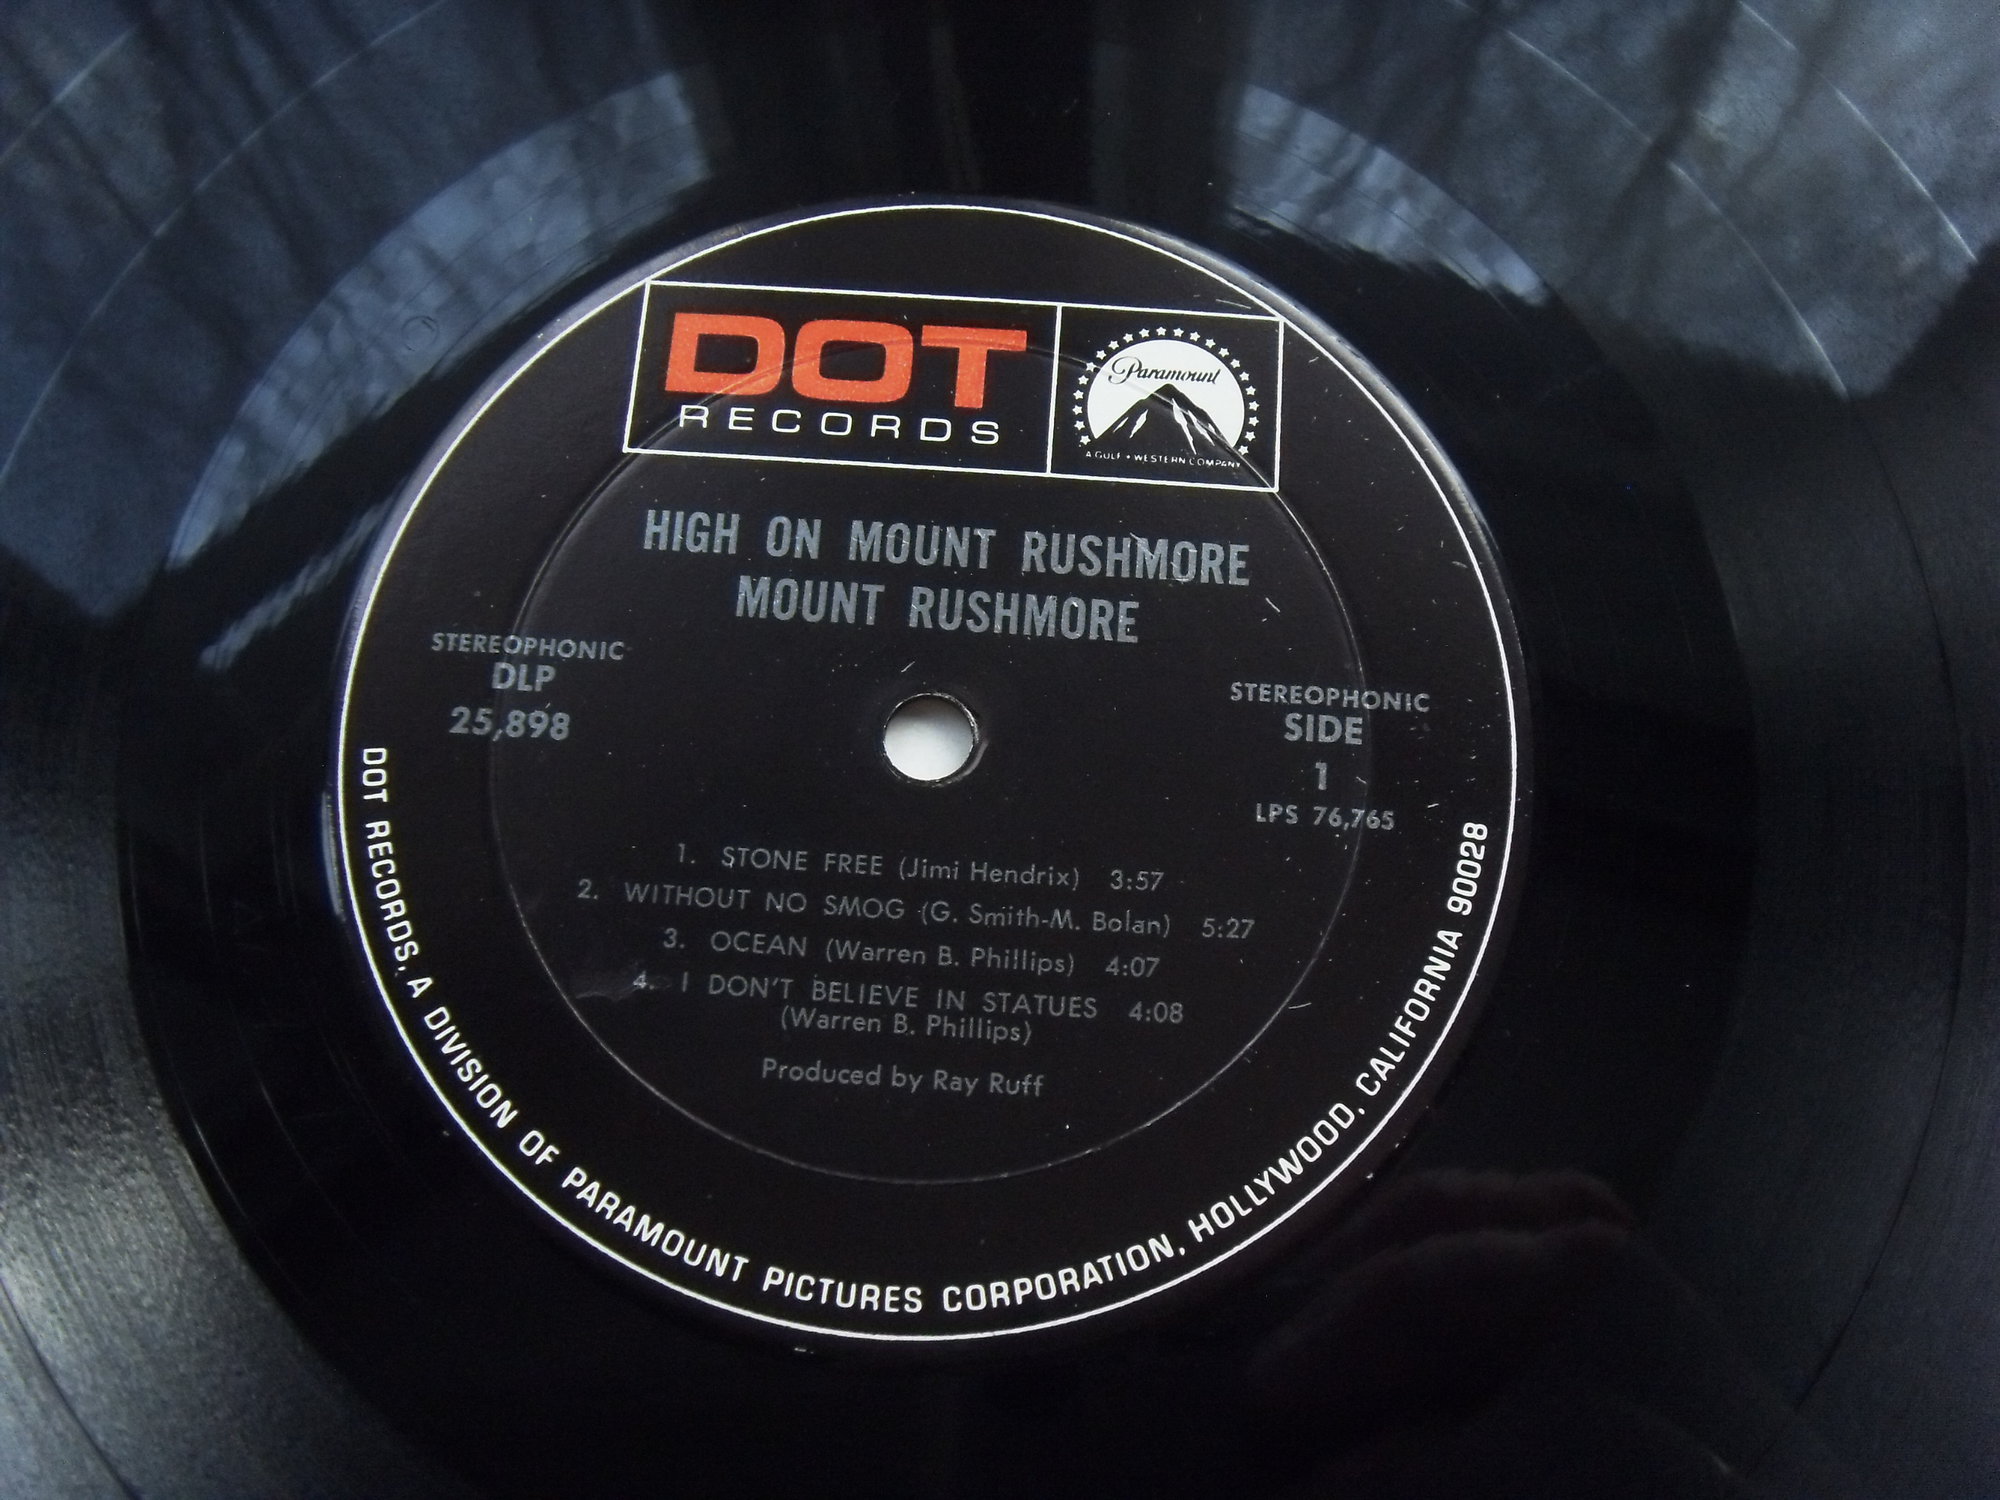 DOT
RECORDS
Paramount
A GULF + WESTERN COMPANY
HIGH ON MOUNT RUSHMORE
MOUNT RUSHMORE
STEREOPHONIC
DLP
25,898
STEREOPHONIC
SIDE
1
LPS 76,765
1. STONE FREE (Jimi Hendrix) 3:57
2. WITHOUT NO SMOG (G. Smith-M. Bolan) 5:27
3. OCEAN (Warren B. Phillips) 4:07
4. I DON'T BELIEVE IN STATUES 4:08
(Warren B. Phillips)
Produced by Ray Ruff
DOT RECORDS, A DIVISION OF PARAMOUNT PICTURES CORPORATION, HOLLYWOOD, CALIFORNIA 90028